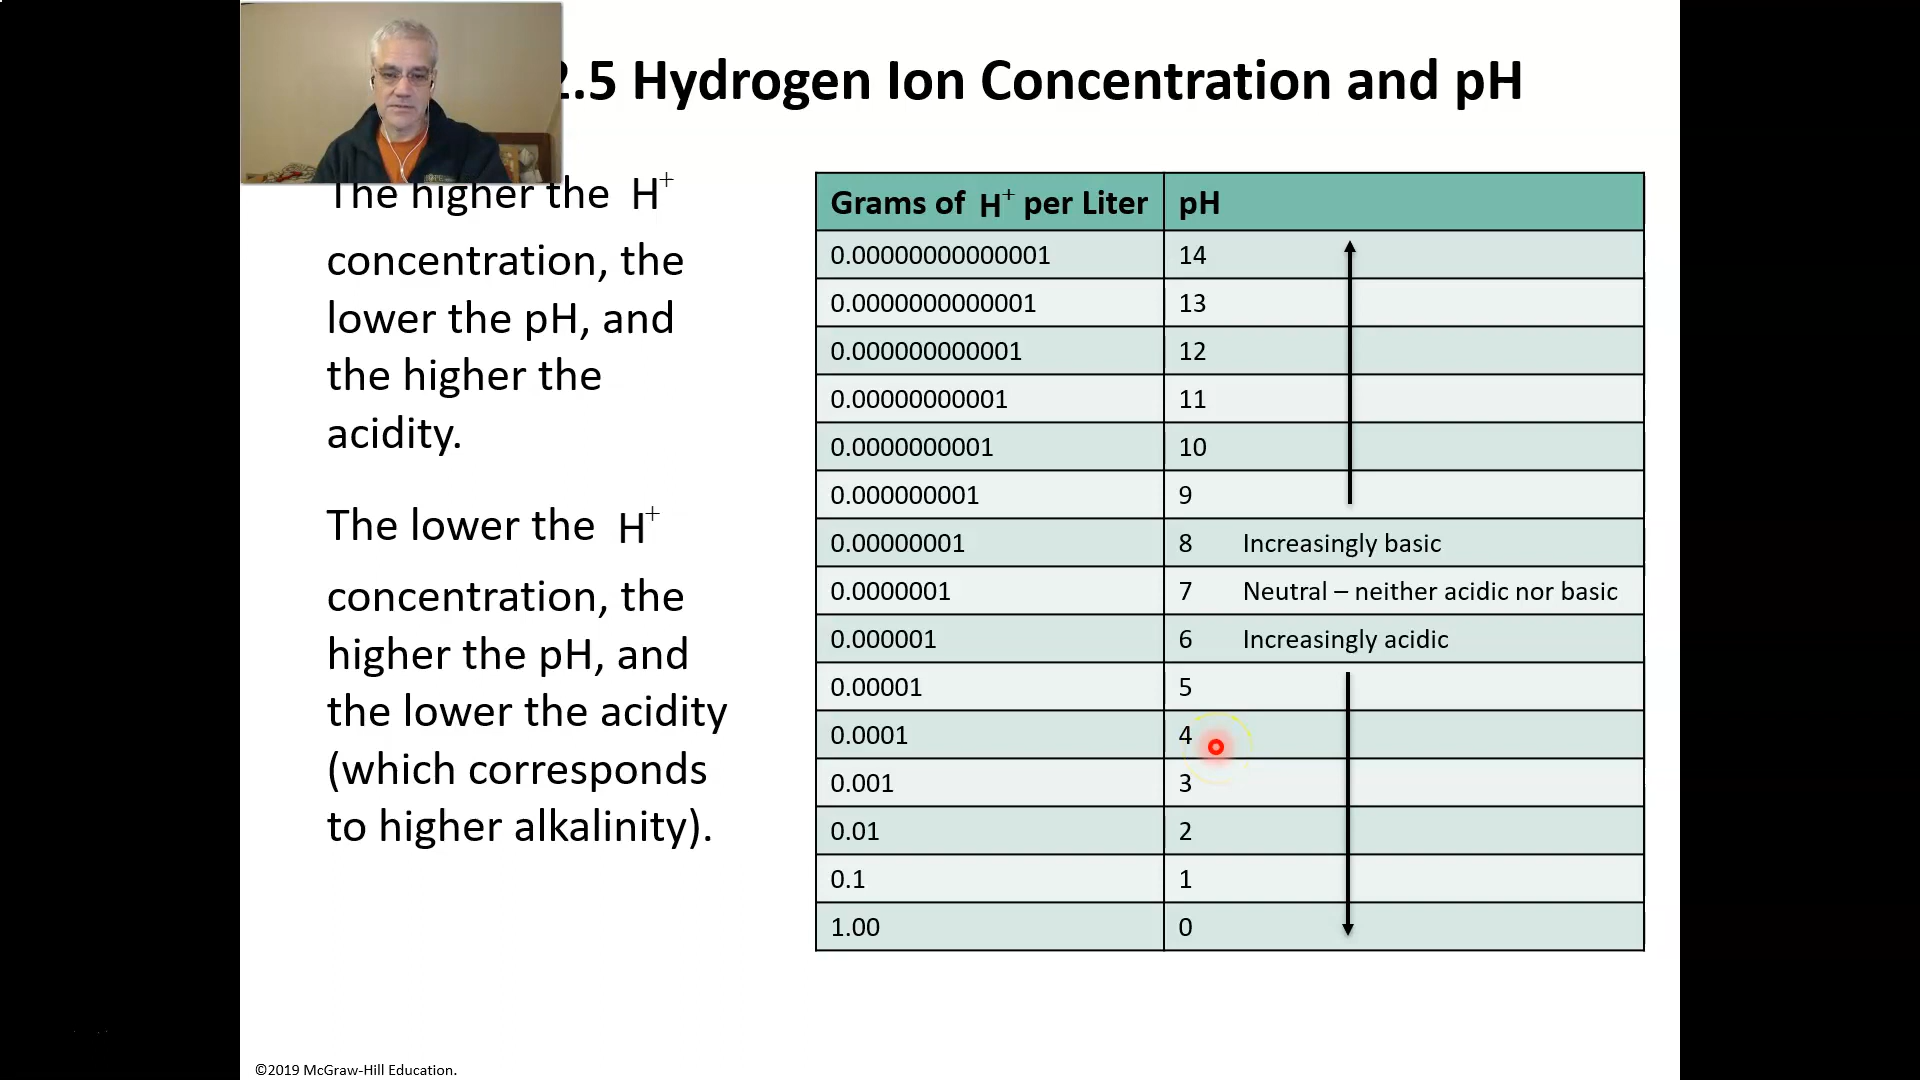 2.5 Hydrogen Ion Concentration and pH
The higher the H+
concentration, the
lower the pH, and
the higher the
acidity.
The lower the H+
concentration, the
higher the pH, and
the lower the acidity
(which corresponds
to higher alkalinity).
Grams of H+ per Liter pH
0.00000000000001 14
0.0000000000001 13
0.000000000001 12
0.00000000001 11
0.0000000001 10
0.000000001 9
0.00000001 8 Increasingly basic
0.0000001 7 Neutral – neither acidic nor basic
0.000001 6 Increasingly acidic
0.00001 5
0.0001 4
0.001 3
0.01 2
0.1 1
1.00 0
©2019 McGraw-Hill Education.